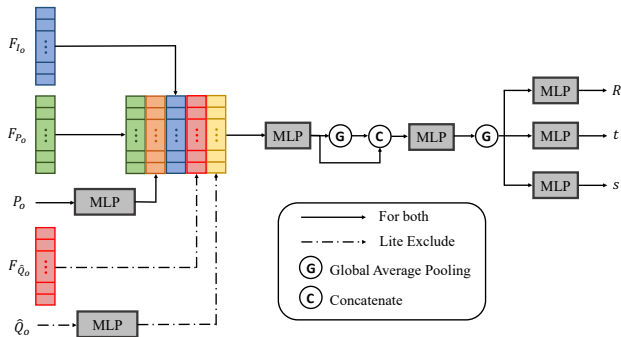 F_{I_o}
F_{P_o}
P_o
MLP
F_{\hat{Q}_o}
\hat{Q}_o
MLP
MLP
G
C
MLP
G
MLP
R
MLP
t
MLP
s
For both
Lite Exclude
G Global Average Pooling
C Concatenate